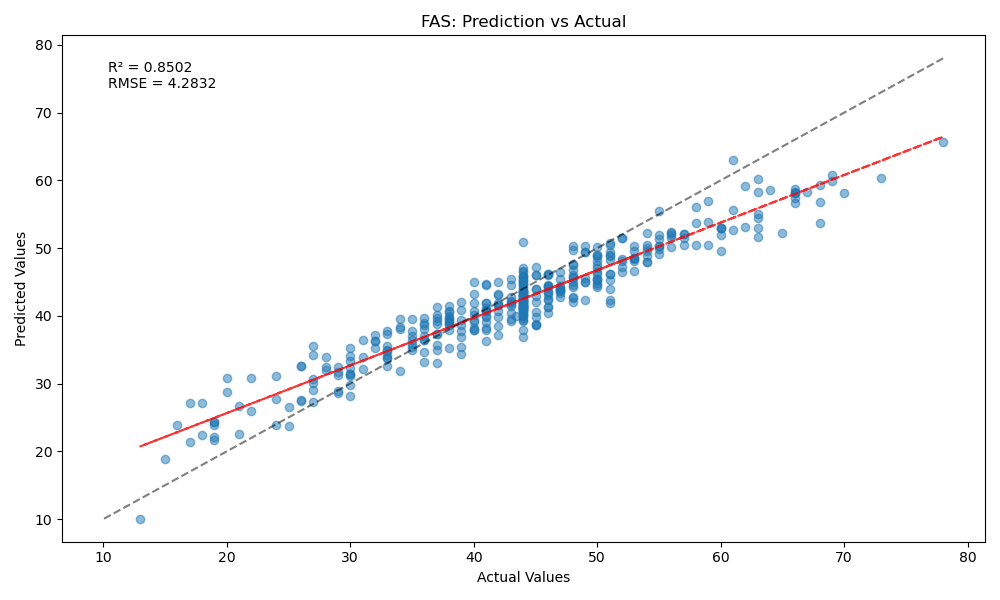 FAS: Prediction vs Actual
R² = 0.8502
RMSE = 4.2832
80
70
60
50
40
30
20
10
Predicted Values
10 20 30 40 50 60 70 80
Actual Values